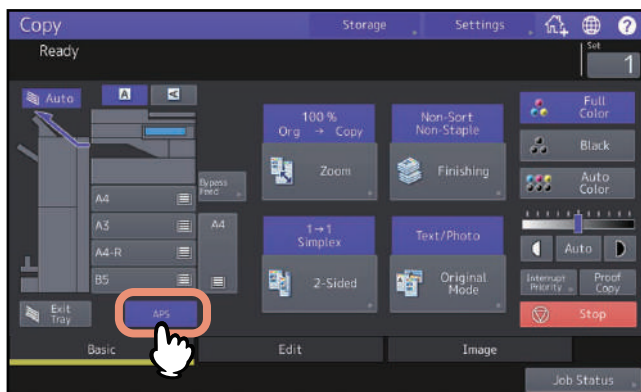 Copy
Storage
Settings
?
Ready
Set
1
Auto
A
A
A4
A3
A4-R
B5
Bypass
Feed
A4
Exit
Tray
APS
100 %
Org → Copy
Zoom
Non-Sort
Non-Staple
Finishing
1→1
Simplex
2-Sided
Text/Photo
Original
Mode
Full
Color
Black
Auto
Color
Auto
Interrupt
Priority
Proof
Copy
Stop
Basic
Edit
Image
Job Status